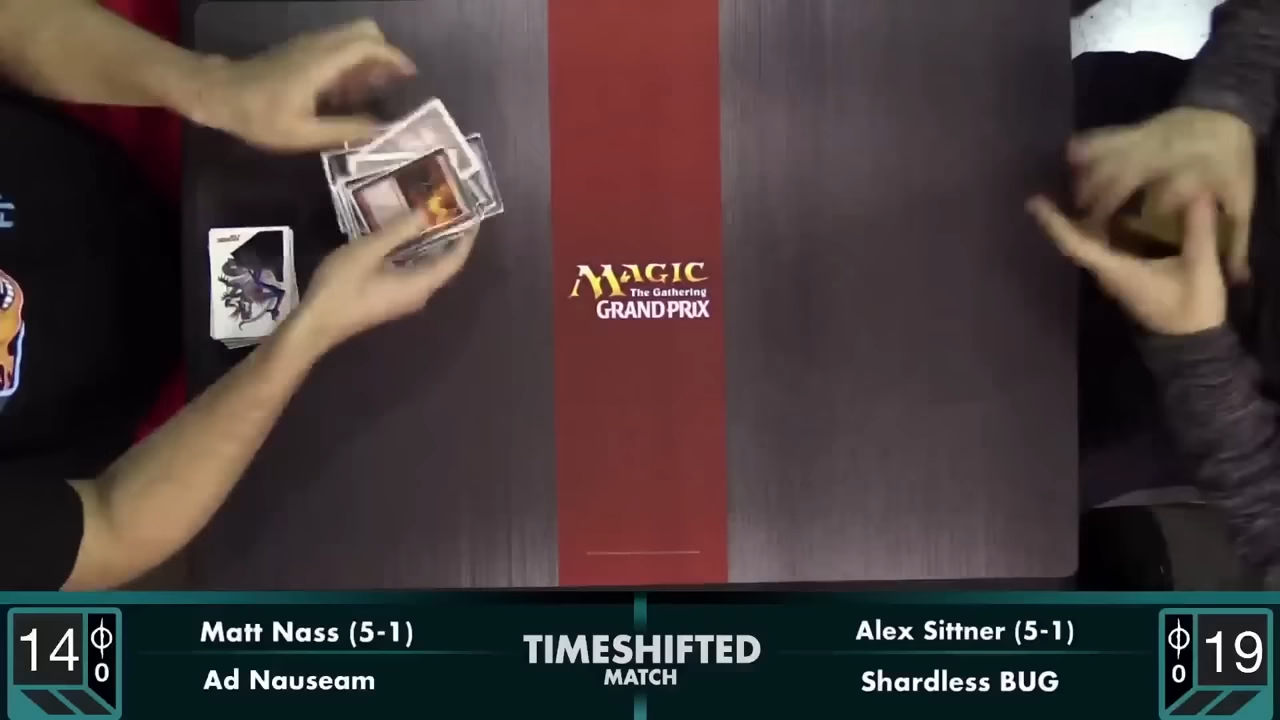 MAGIC
The Gathering
GRAND PRIX
14
0
Matt Nass (5-1)
Ad Nauseam
TIMESHIFTED
MATCH
Alex Sittner (5-1)
Shardless BUG
0
19